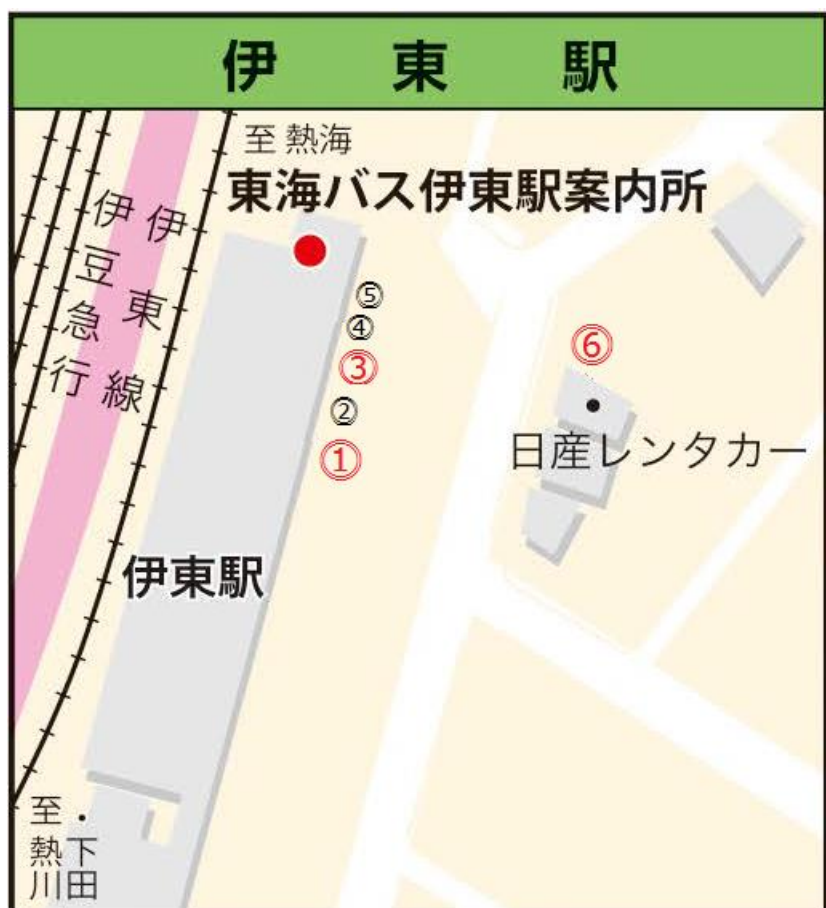 伊東駅
至 熱海
東海バス伊東駅案内所
伊東線
伊豆急行
⑤
④
③
②
①
⑥
日産レンタカー
伊東駅
至熱川・下田